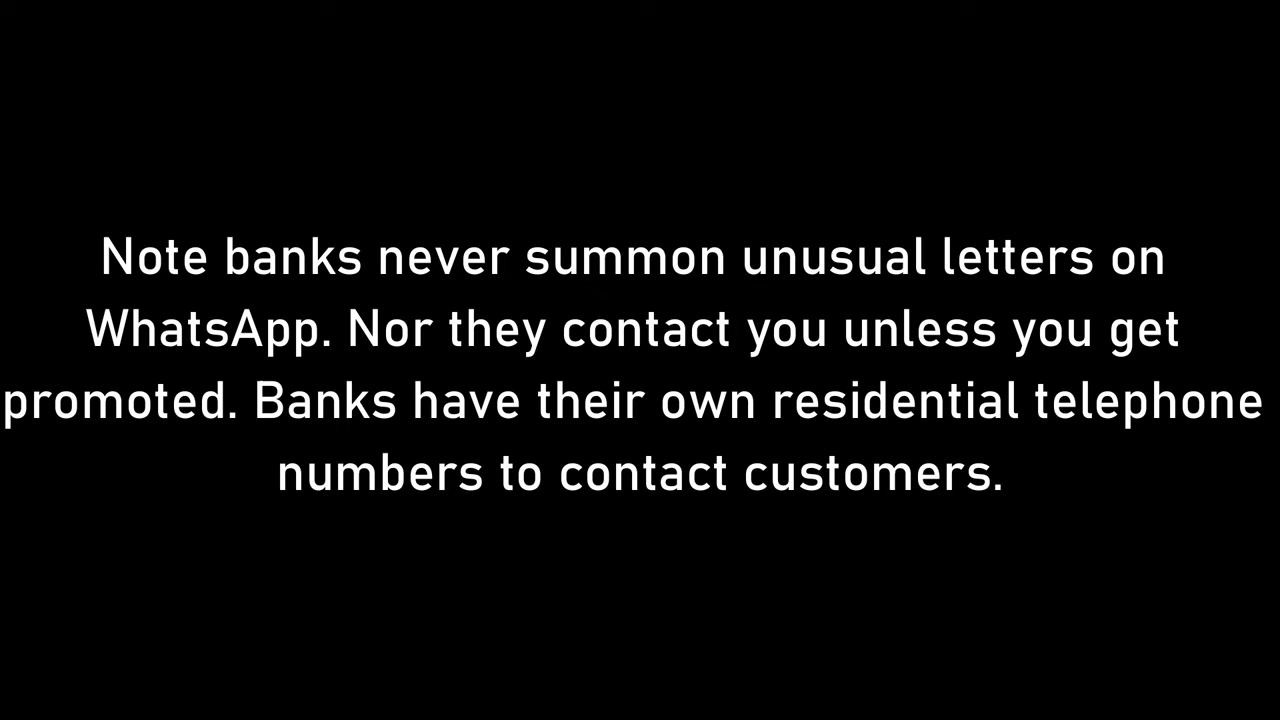 Note banks never summon unusual letters on
WhatsApp. Nor they contact you unless you get
promoted. Banks have their own residential telephone
numbers to contact customers.